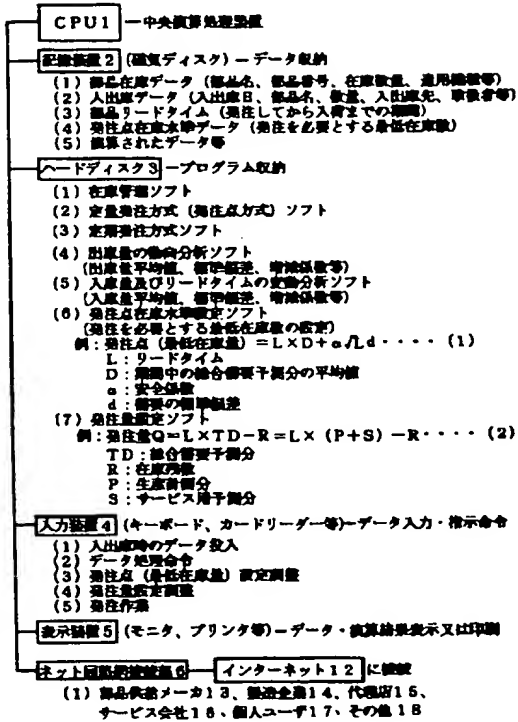 CPU1 ー中央演算処理装置
記憶装置2 (磁気ディスク) ーデータ収納
(1) 部品在庫データ (部品名、部品番号、在庫数量、適用機種等)
(2) 入出庫データ (入出庫日、部品名、数量、入出庫先、取扱者等)
(3) 部品リードタイム (発注してから入荷までの期間)
(4) 発注点在庫水準データ (発注を必要とする最低在庫数)
(5) 演算されたデータ等
ハードディスク3 ープログラム収納
(1) 在庫管理ソフト
(2) 定量発注方式 (発注点方式) ソフト
(3) 定期発注方式ソフト
(4) 出庫量の動向分析ソフト
(出庫量平均値、標準偏差、増減係数等)
(5) 入庫量及びリードタイムの変動分析ソフト
(入庫量平均値、標準偏差、増減係数等)
(6) 発注点在庫水準設定ソフト
(発注を必要とする最低在庫数の設定)
例:発注点 (最低在庫量) =L×D+α√Ld・・・・ (1)
L:リードタイム
D:期間中の総合需要予測分の平均値
α:安全係数
d:需要の標準偏差
(7) 発注量設定ソフト
例:発注量Q=L×TD−R=L× (P+S) −R・・・・ (2)
TD:総合需要予測分
R:在庫残数
P:生産計画分
S:サービス用予測分
入力装置4 (キーボード、カードリーダー等)ーデータ入力・指示命令
(1) 入出庫時のデータ投入
(2) データ処理命令
(3) 発注点 (最低在庫量) 設定調整
(4) 発注量設定調整
(5) 発注作業
表示装置5 (モニタ、プリンタ等) ーデータ・演算結果表示又は印刷
ネット回路網接続部6 インターネット12 に接続
(1) 部品供給メーカ13、製造企業14、代理店15、
サービス会社16、個人ユーザ17、その他18